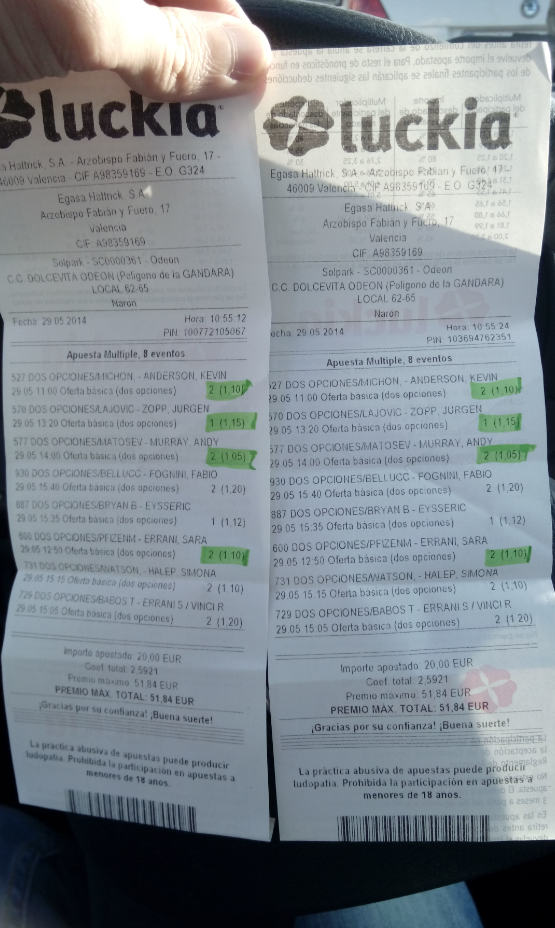 luckia
Egasa Hattrick, S.A. - Arzobispo Fabián y Fuero, 17 -
46009 Valencia - CIF A98359169 - E.O. G324
Egasa Hattrick, S.A.
Arzobispo Fabián y Fuero, 17
Valencia
CIF: A98359169
Solpark - SC0000361 - Odeon
C.C. DOLCEVITA ODEON (Poligono de la GANDARA)
LOCAL 62-65
Naron
Fecha: 29.05.2014 Hora: 10:55:12
PIN: 100772105067
Apuesta Multiple, 8 eventos
527 DOS OPCIONES/MICHON, - ANDERSON, KEVIN
29.05 11:00 Oferta básica (dos opciones) 2 (1,10)
570 DOS OPCIONES/LAJOVIC - ZOPP, JURGEN
29.05 13:20 Oferta básica (dos opciones) 1 (1,15)
577 DOS OPCIONES/MATOSEV - MURRAY, ANDY
29.05 14:00 Oferta básica (dos opciones) 2 (1,05)
930 DOS OPCIONES/BELLUCC - FOGNINI, FABIO
29.05 15:40 Oferta básica (dos opciones) 2 (1,20)
887 DOS OPCIONES/BRYAN B - EYSSERIC
29.05 15:35 Oferta básica (dos opciones) 1 (1,12)
600 DOS OPCIONES/PFIZENM - ERRANI, SARA
29.05 12:50 Oferta básica (dos opciones) 2 (1,10)
731 DOS OPCIONES/WATSON, - HALEP, SIMONA
29.05 15:15 Oferta básica (dos opciones) 2 (1,10)
729 DOS OPCIONES/BABOS T - ERRANI S / VINCI R
29.05 15:05 Oferta básica (dos opciones) 2 (1,20)
Importe apostado: 20,00 EUR
Coef. total: 2,5921
Premio máximo: 51,84 EUR
PREMIO MÁX. TOTAL: 51,84 EUR
¡Gracias por su confianza! ¡Buena suerte!
La práctica abusiva de apuestas puede producir
ludopatía. Prohibida la participación en apuestas a
menores de 18 años.
luckia
Egasa Hattrick, S.A. - Arzobispo Fabián y Fuero, 17 -
46009 Valencia - CIF A98359169 - E.O. G324
Egasa Hattrick, S.A.
Arzobispo Fabián y Fuero, 17
Valencia
CIF: A98359169
Solpark - SC0000361 - Odeon
C.C. DOLCEVITA ODEON (Poligono de la GANDARA)
LOCAL 62-65
Naron
Fecha: 29.05.2014 Hora: 10:55:24
PIN: 103694762351
Apuesta Multiple, 8 eventos
527 DOS OPCIONES/MICHON, - ANDERSON, KEVIN
29.05 11:00 Oferta básica (dos opciones) 2 (1,10)
570 DOS OPCIONES/LAJOVIC - ZOPP, JURGEN
29.05 13:20 Oferta básica (dos opciones) 1 (1,15)
577 DOS OPCIONES/MATOSEV - MURRAY, ANDY
29.05 14:00 Oferta básica (dos opciones) 2 (1,05)
930 DOS OPCIONES/BELLUCC - FOGNINI, FABIO
29.05 15:40 Oferta básica (dos opciones) 2 (1,20)
887 DOS OPCIONES/BRYAN B - EYSSERIC
29.05 15:35 Oferta básica (dos opciones) 1 (1,12)
600 DOS OPCIONES/PFIZENM - ERRANI, SARA
29.05 12:50 Oferta básica (dos opciones) 2 (1,10)
731 DOS OPCIONES/WATSON, - HALEP, SIMONA
29.05 15:15 Oferta básica (dos opciones) 2 (1,10)
729 DOS OPCIONES/BABOS T - ERRANI S / VINCI R
29.05 15:05 Oferta básica (dos opciones) 2 (1,20)
Importe apostado: 20,00 EUR
Coef. total: 2,5921
Premio máximo: 51,84 EUR
PREMIO MÁX. TOTAL: 51,84 EUR
¡Gracias por su confianza! ¡Buena suerte!
La práctica abusiva de apuestas puede producir
ludopatía. Prohibida la participación en apuestas a
menores de 18 años.